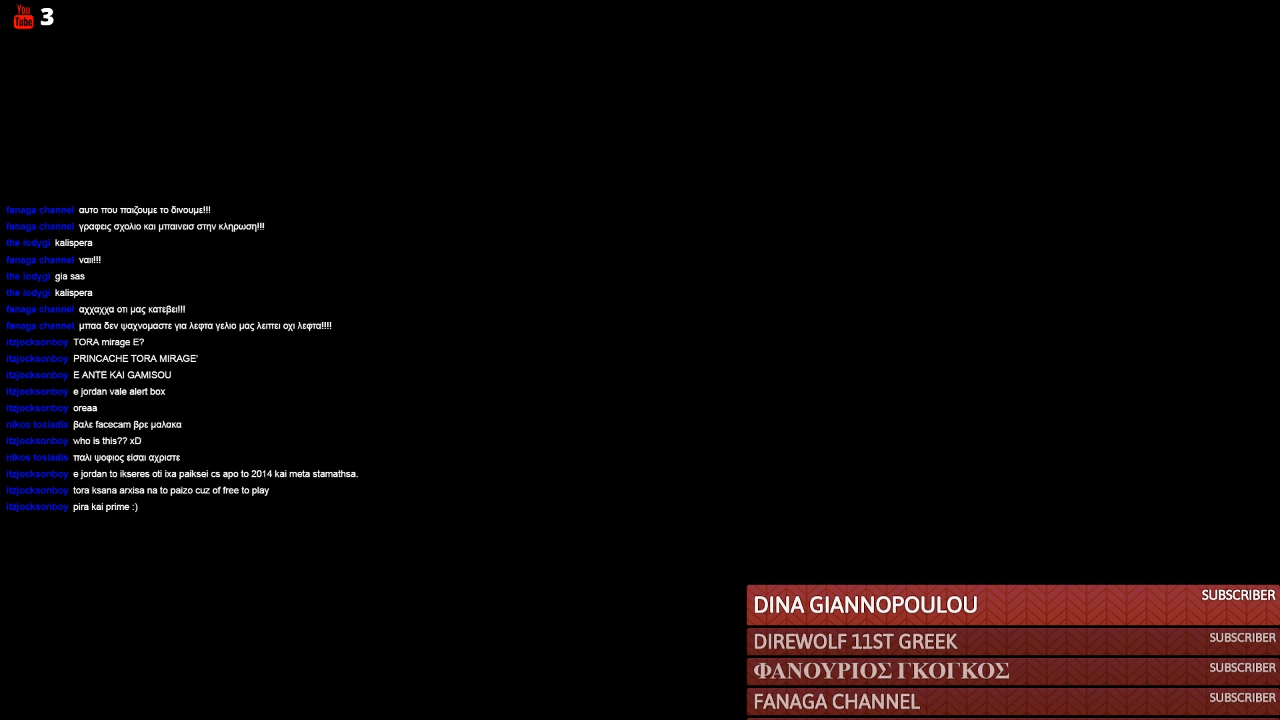 You Tube 3
fanaga channel αυτο που παιζουμε το δινουμε!!!
fanaga channel γραφεις σχολιο και μπαινεισ στην κληρωση!!!
the lodygi kalispera
fanaga channel ναιι!!!
the lodygi gia sas
the lodygi kalispera
fanaga channel αχχαχχα οτι μας κατεβει!!!
fanaga channel μπαα δεν ψαχνομαστε για λεφτα γελιο μας λειπει οχι λεφτα!!!!
itzjocksonboy TORA mirage E?
itzjocksonboy PRINCACHE TORA MIRAGE'
itzjocksonboy E ANTE KAI GAMISOU
itzjocksonboy e jordan vale alert box
itzjocksonboy oreaa
nikos tosiadis βαλε facecam βρε μαλακα
itzjocksonboy who is this?? xD
nikos tosiadis παλι ψοφιος είσαι αχριστε
itzjocksonboy e jordan to ikseres oti ixa paiksei cs apo to 2014 kai meta stamathsa.
itzjocksonboy tora ksana arxisa na to paizo cuz of free to play
itzjocksonboy pira kai prime :)
DINA GIANNOPOULOU SUBSCRIBER
DIREWOLF 11ST GREEK SUBSCRIBER
ΦΑΝΟΥΡΙΟΣ ΓΚΟΓΚΟΣ SUBSCRIBER
FANAGA CHANNEL SUBSCRIBER